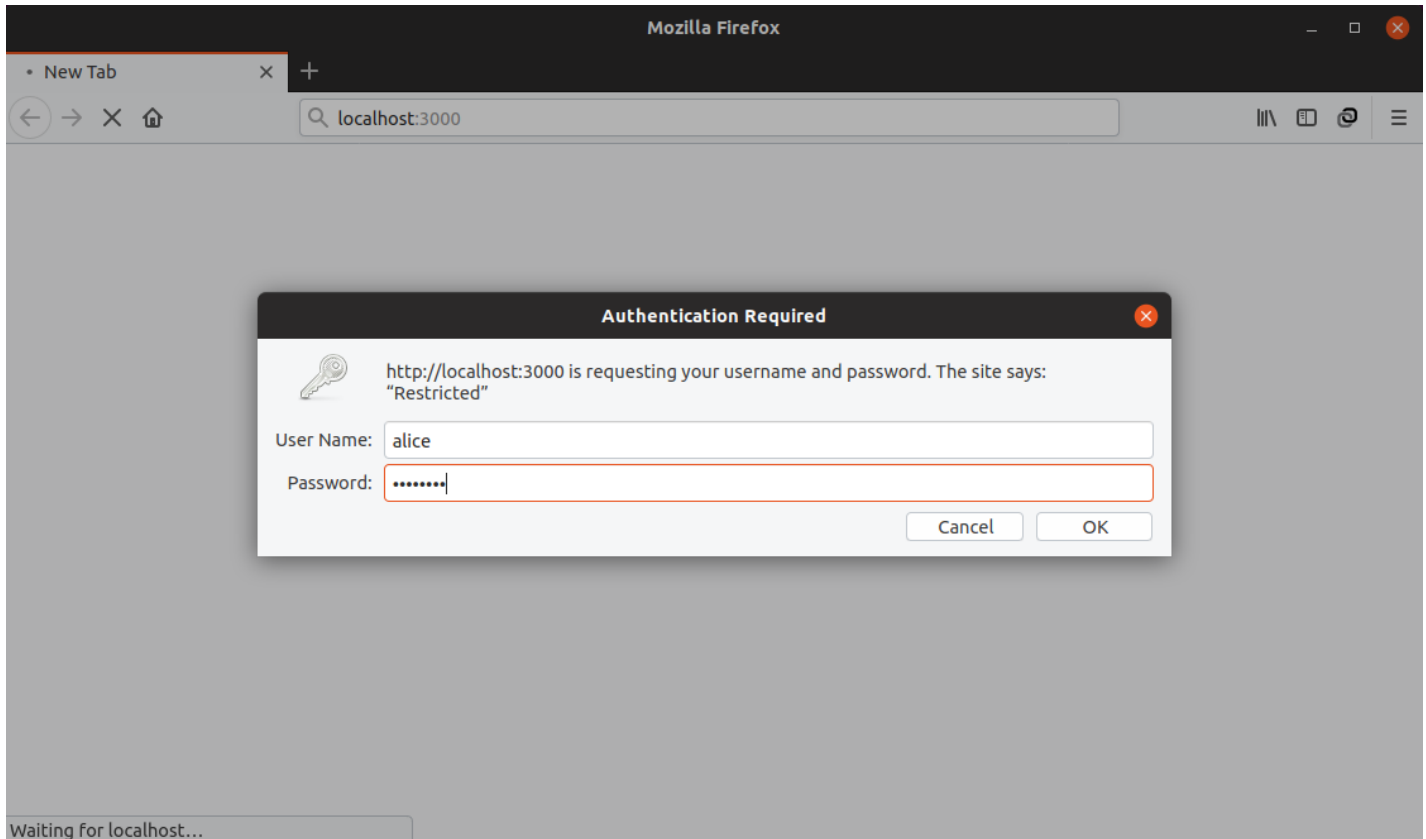 Mozilla Firefox
• New Tab
localhost:3000
Authentication Required
http://localhost:3000 is requesting your username and password. The site says:
“Restricted”
User Name: alice
Password: ••••••••
Cancel OK
Waiting for localhost...